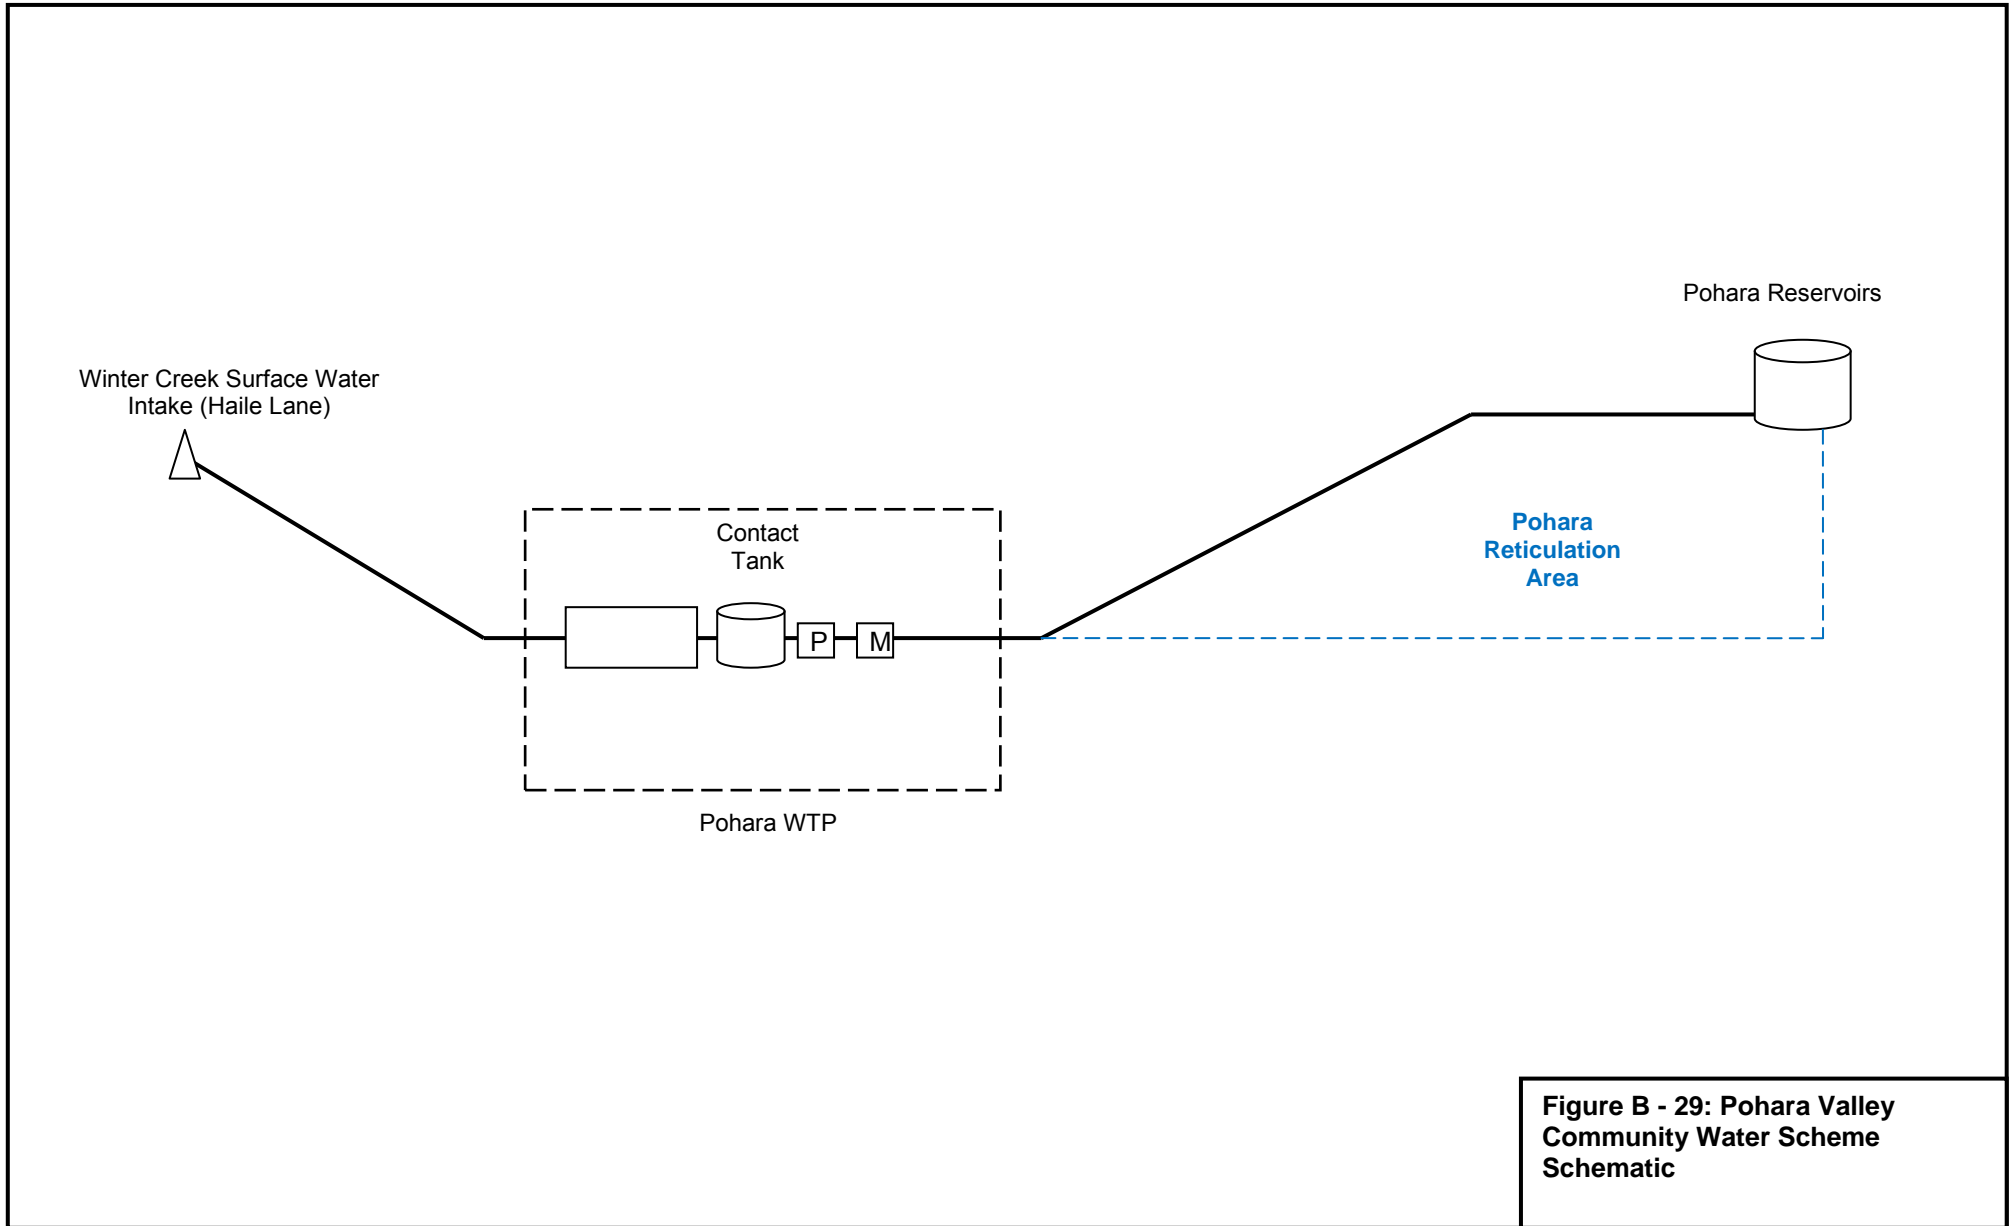 Pohara Reservoirs
Winter Creek Surface Water
Intake (Haile Lane)
Contact
Tank
P
M
Pohara
Reticulation
Area
Pohara WTP
Figure B - 29: Pohara Valley
Community Water Scheme
Schematic